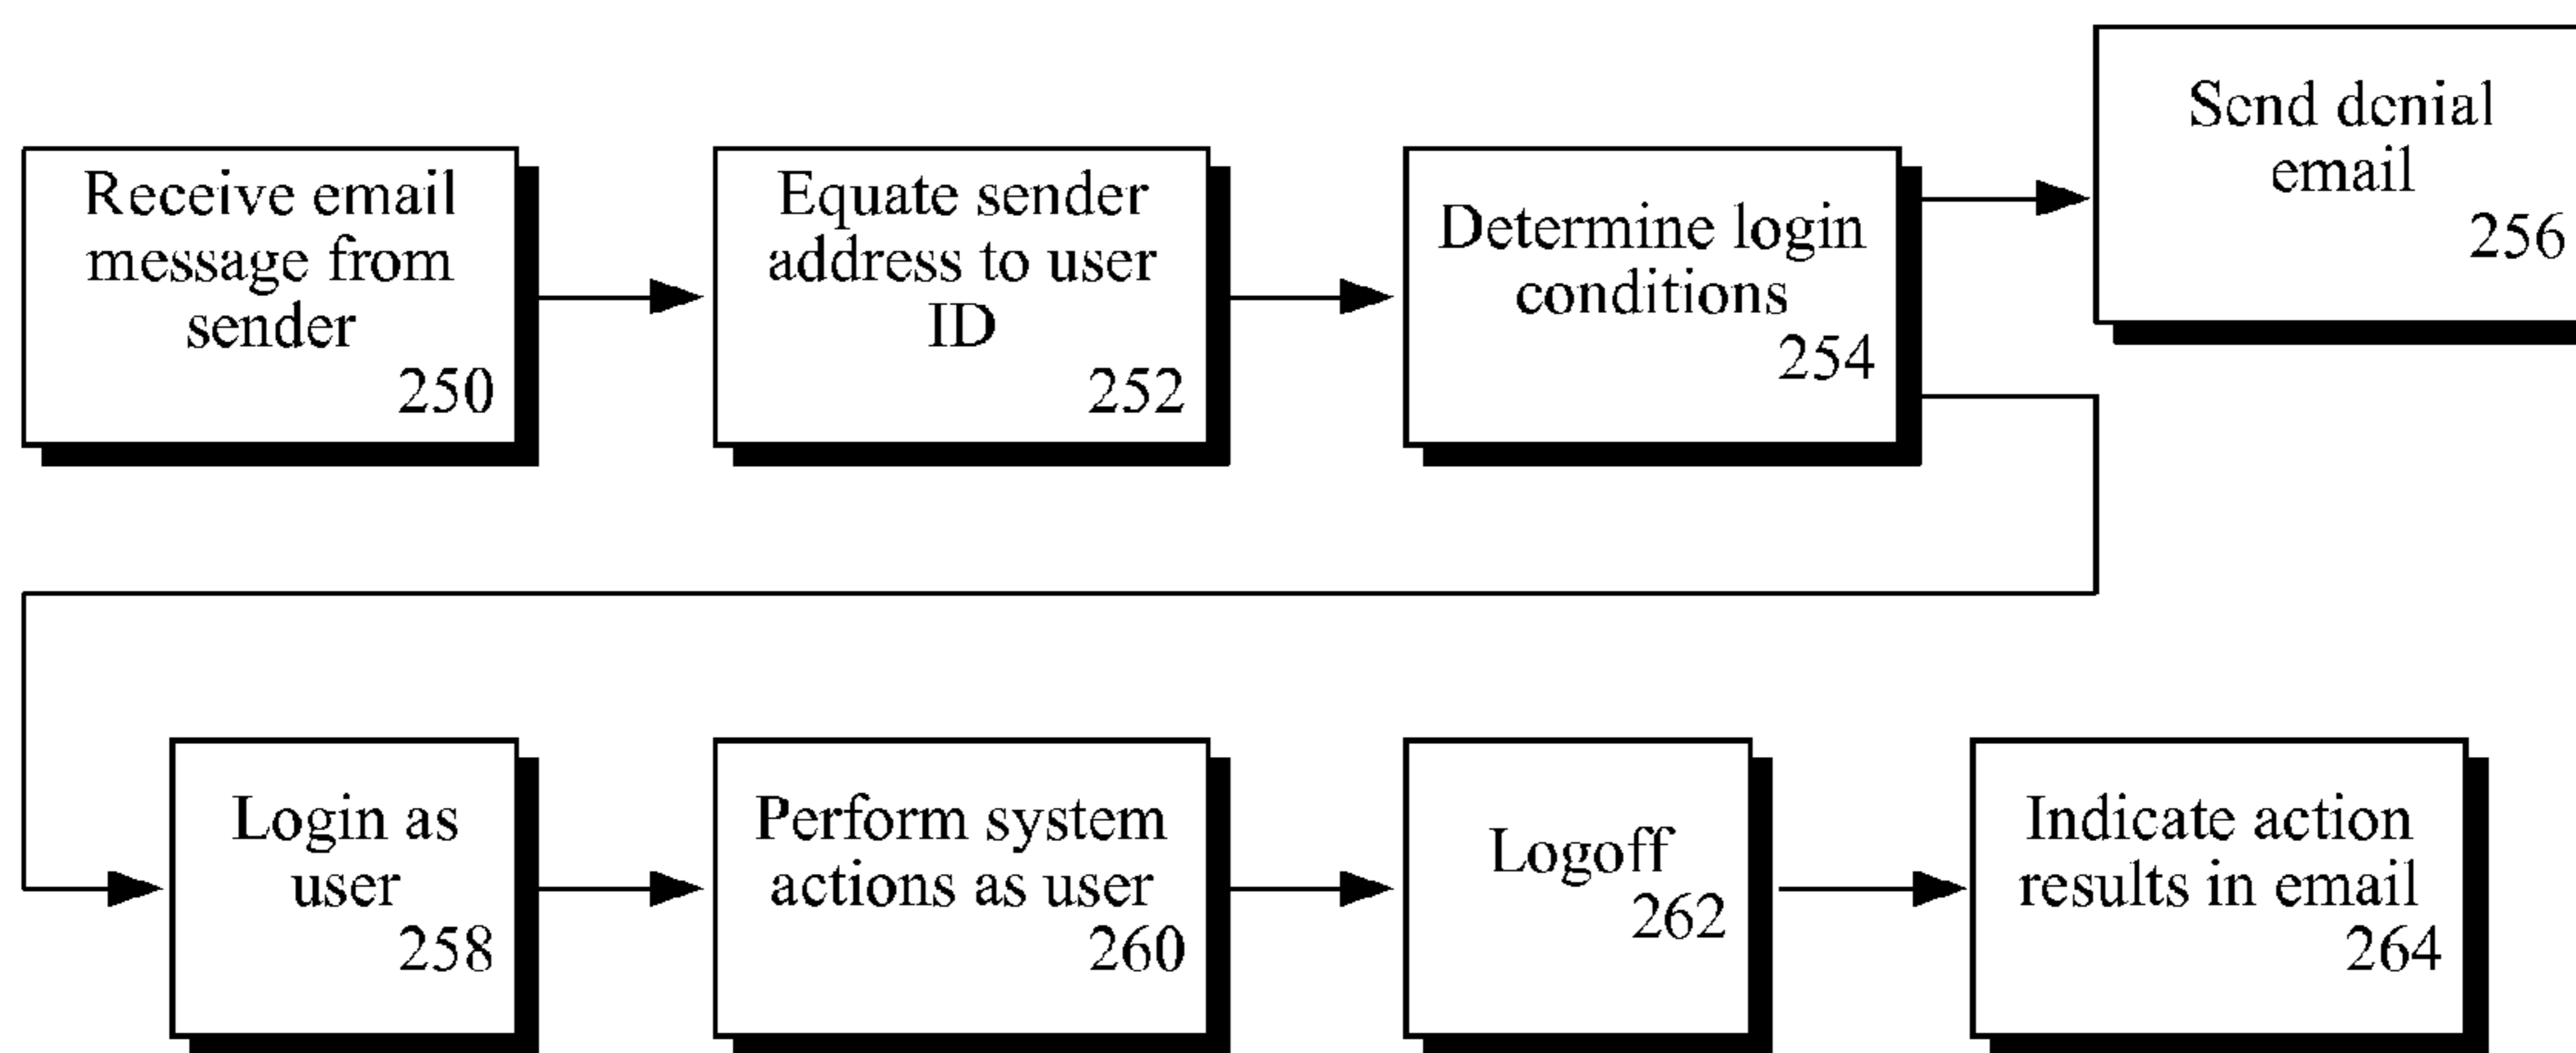 Receive email
message from
sender
250
Equate sender
address to user
ID
252
Determine login
conditions
254
Send denial
email
256
Login as
user
258
Perform system
actions as user
260
Logoff
262
Indicate action
results in email
264